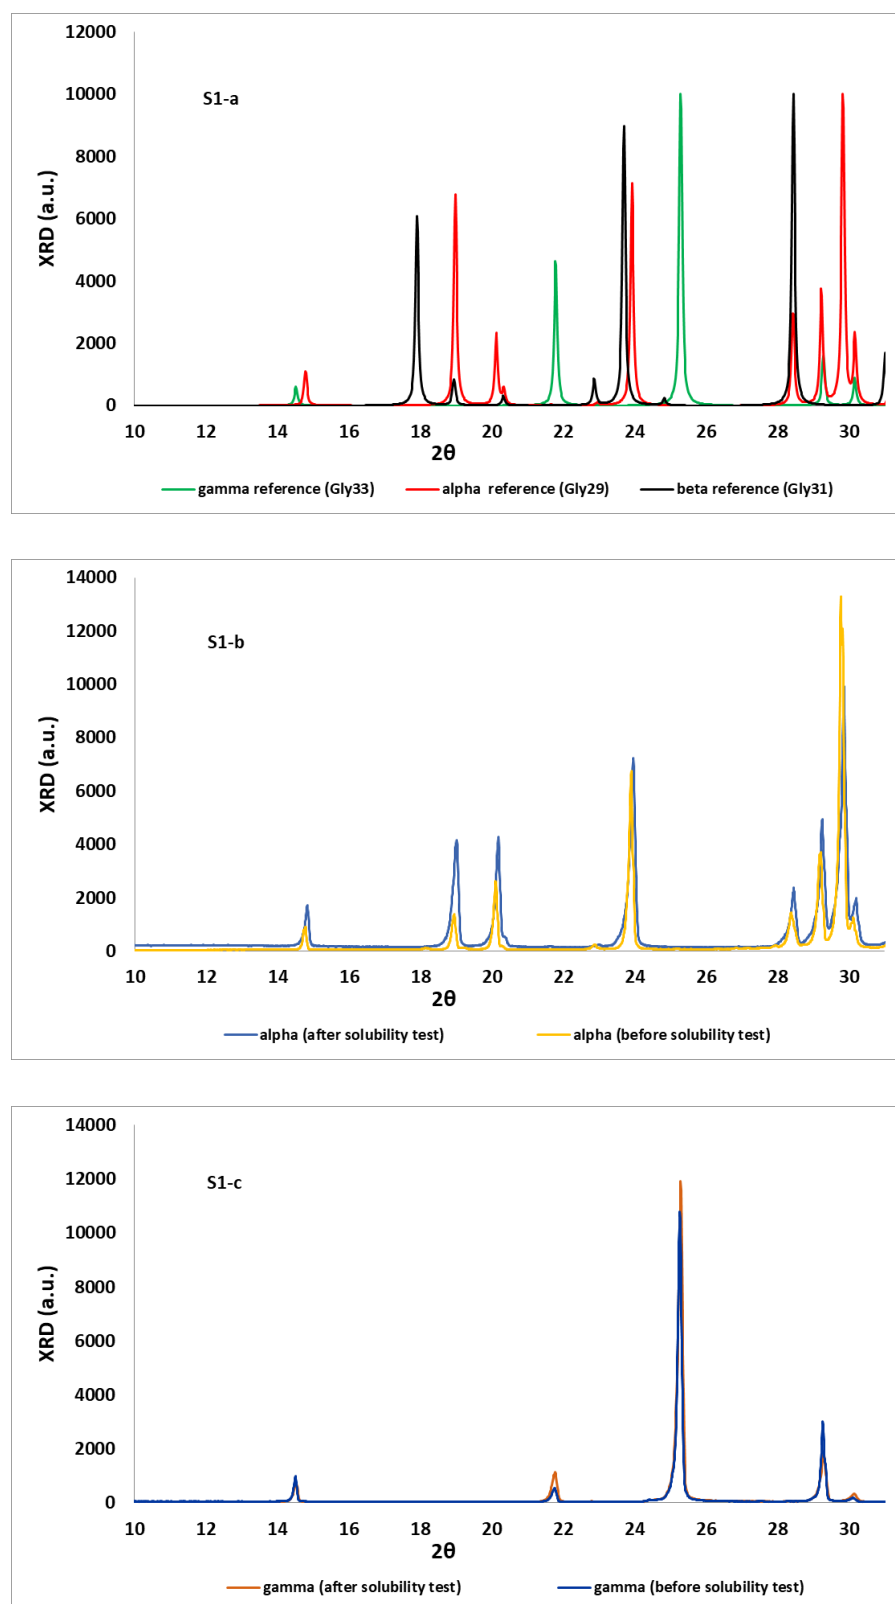 12000
10000
8000
6000
4000
2000
0
XRD (a.u.)
S1-a
10 12 14 16 18 20 22 24 26 28 30
2θ
gamma reference (Gly33) alpha reference (Gly29) beta reference (Gly31)
14000
12000
10000
8000
6000
4000
2000
0
XRD (a.u.)
S1-b
10 12 14 16 18 20 22 24 26 28 30
2θ
alpha (after solubility test) alpha (before solubility test)
14000
12000
10000
8000
6000
4000
2000
0
XRD (a.u.)
S1-c
10 12 14 16 18 20 22 24 26 28 30
2θ
gamma (after solubility test) gamma (before solubility test)